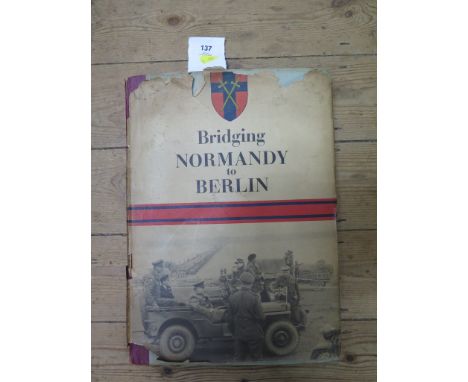 137
Bridging
NORMANDY
to
BERLIN